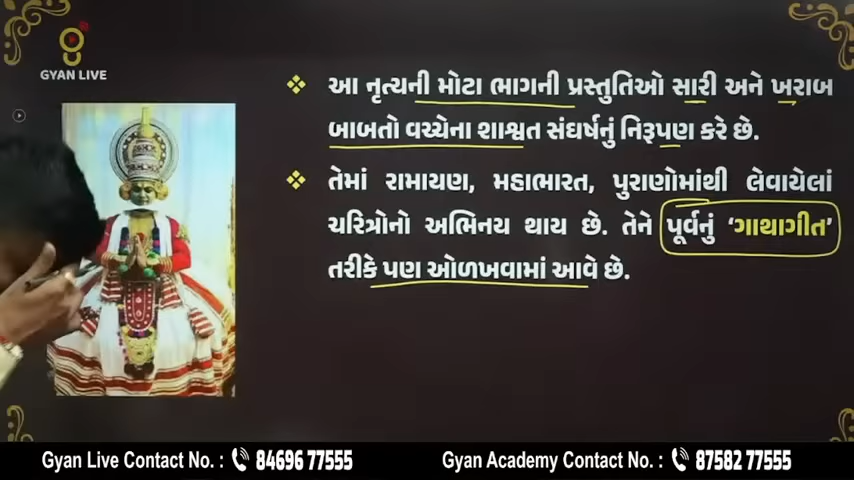 GYAN LIVE
❖ આ નૃત્યની મોટા ભાગની પ્રસ્તુતિઓ સારી અને ખરાબ
બાબતો વચ્ચેના શાશ્વત સંઘર્ષનું નિરૂપણ કરે છે.
❖ તેમાં રામાયણ, મહાભારત, પુરાણોમાંથી લેવાયેલાં
ચરિત્રોનો અભિનય થાય છે. તેને પૂર્વનું ‘ગાથાગીત’
તરીકે પણ ઓળખવામાં આવે છે.
Gyan Live Contact No. : 84696 77555 Gyan Academy Contact No. : 87582 77555